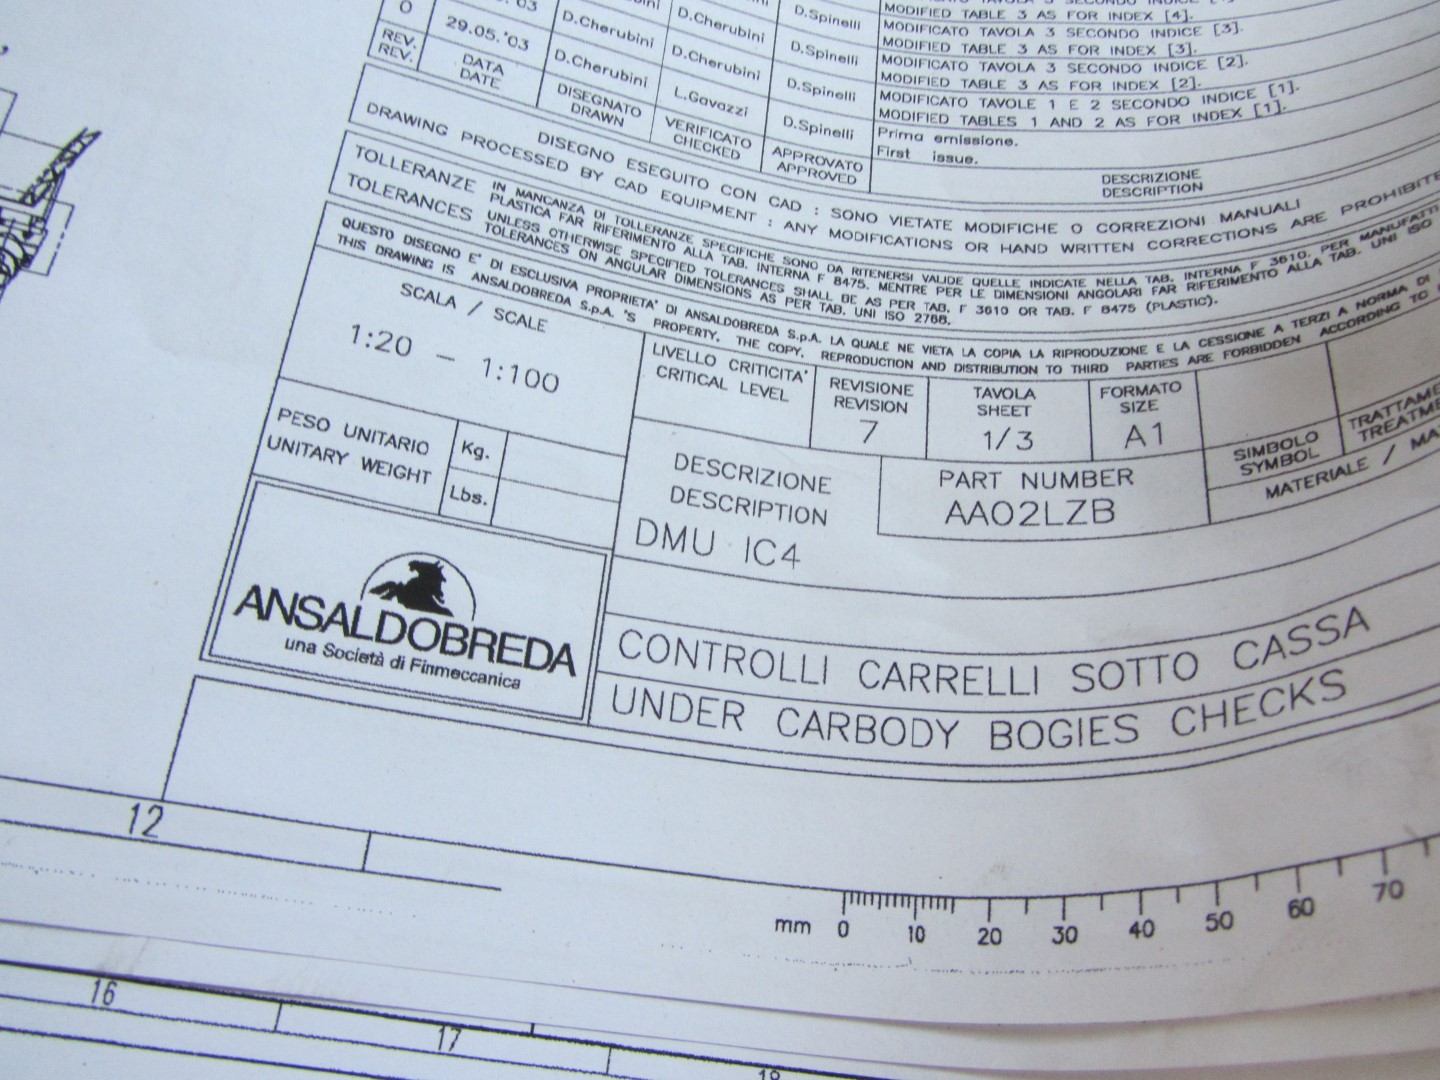 D.Spinelli
MODIFIED TABLE 3 AS FOR INDEX [4].
MODIFICATO TAVOLA 3 SECONDO INDICE [3].
MODIFIED TABLE 3 AS FOR INDEX [3].
D.Cherubini D.Cherubini D.Spinelli
MODIFICATO TAVOLA 3 SECONDO INDICE [2].
MODIFIED TABLE 3 AS FOR INDEX [2].
D.Cherubini D.Cherubini D.Spinelli
MODIFICATO TAVOLE 1 E 2 SECONDO INDICE [1].
MODIFIED TABLES 1 AND 2 AS FOR INDEX [1].
0 29.05.'03 D.Cherubini L.Gavazzi D.Spinelli
Prima emissione.
First issue.
REV. DATA DISEGNATO VERIFICATO APPROVATO DESCRIZIONE
REV. DATE DRAWN CHECKED APPROVED DESCRIPTION
DISEGNO ESEGUITO CON CAD : SONO VIETATE MODIFICHE O CORREZIONI MANUALI
DRAWING PROCESSED BY CAD EQUIPMENT : ANY MODIFICATIONS OR HAND WRITTEN CORRECTIONS ARE PROHIBITE
TOLLERANZE
TOLERANCES
IN MANCANZA DI TOLLERANZE SPECIFICHE SONO DA RITENERSI VALIDE QUELLE INDICATE NELLA TAB. INTERNA F 3610, PER MANUFATTI
PLASTICA FAR RIFERIMENTO ALLA TAB. INTERNA F 8475. MENTRE PER LE DIMENSIONI ANGOLARI FAR RIFERIMENTO ALLA TAB. UNI ISO
UNLESS OTHERWISE SPECIFIED TOLERANCES SHALL BE AS PER TAB. F 3610 OR TAB. F 8475 (PLASTIC).
TOLERANCES ON ANGULAR DIMENSIONS AS PER TAB. UNI ISO 2768.
QUESTO DISEGNO E' DI ESCLUSIVA PROPRIETA' DI ANSALDOBREDA S.p.A. LA QUALE NE VIETA LA COPIA LA RIPRODUZIONE E LA CESSIONE A TERZI A NORMA DI
THIS DRAWING IS ANSALDOBREDA S.p.A. 'S PROPERTY, THE COPY, REPRODUCTION AND DISTRIBUTION TO THIRD PARTIES ARE FORBIDDEN ACCORDING TO
SCALA / SCALE
1:20 - 1:100
LIVELLO CRITICITA'
CRITICAL LEVEL
REVISIONE
REVISION
7
TAVOLA
SHEET
1/3
FORMATO
SIZE
A1
SIMBOLO
SYMBOL
TRATTAME
TREATME
MATERIALE / MA
PESO UNITARIO
UNITARY WEIGHT
Kg.
Lbs.
DESCRIZIONE
DESCRIPTION
PART NUMBER
AA02LZB
DMU IC4
ANSALDOBREDA
una Società di Finmeccanica
CONTROLLI CARRELLI SOTTO CASSA
UNDER CARBODY BOGIES CHECKS
12
mm 0 10 20 30 40 50 60 70
16
17
18